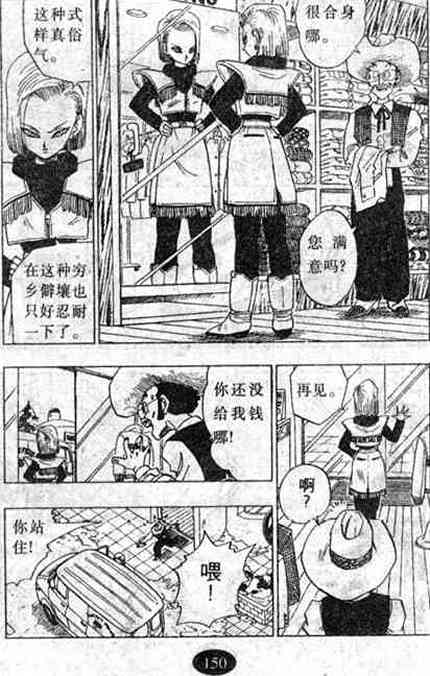 很合身
哪。
您满
意吗?
这种式
样真俗
气。
在这种穷
乡僻壤也
只好忍耐
一下了。
再见。
啊?
你还没
给我钱
哪!
喂!
你站
住!
150